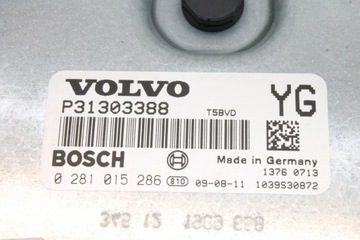 VOLVO
YG
P31303388
T5BVD
BOSCH
Made in Germany
1376 0713
0 281 015 286 810 09-08-11 1039S30872